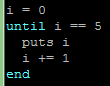 i = 0
until i == 5
  puts i
  i += 1
end